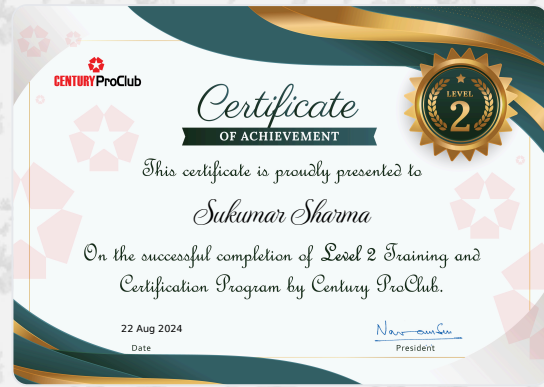 CENTURY ProClub
LEVEL
2
Certificate
OF ACHIEVEMENT
This certificate is proudly presented to
Sukumar Sharma
On the successful completion of Level 2 Training and
Certification Program by Century ProClub.
22 Aug 2024
Date
President